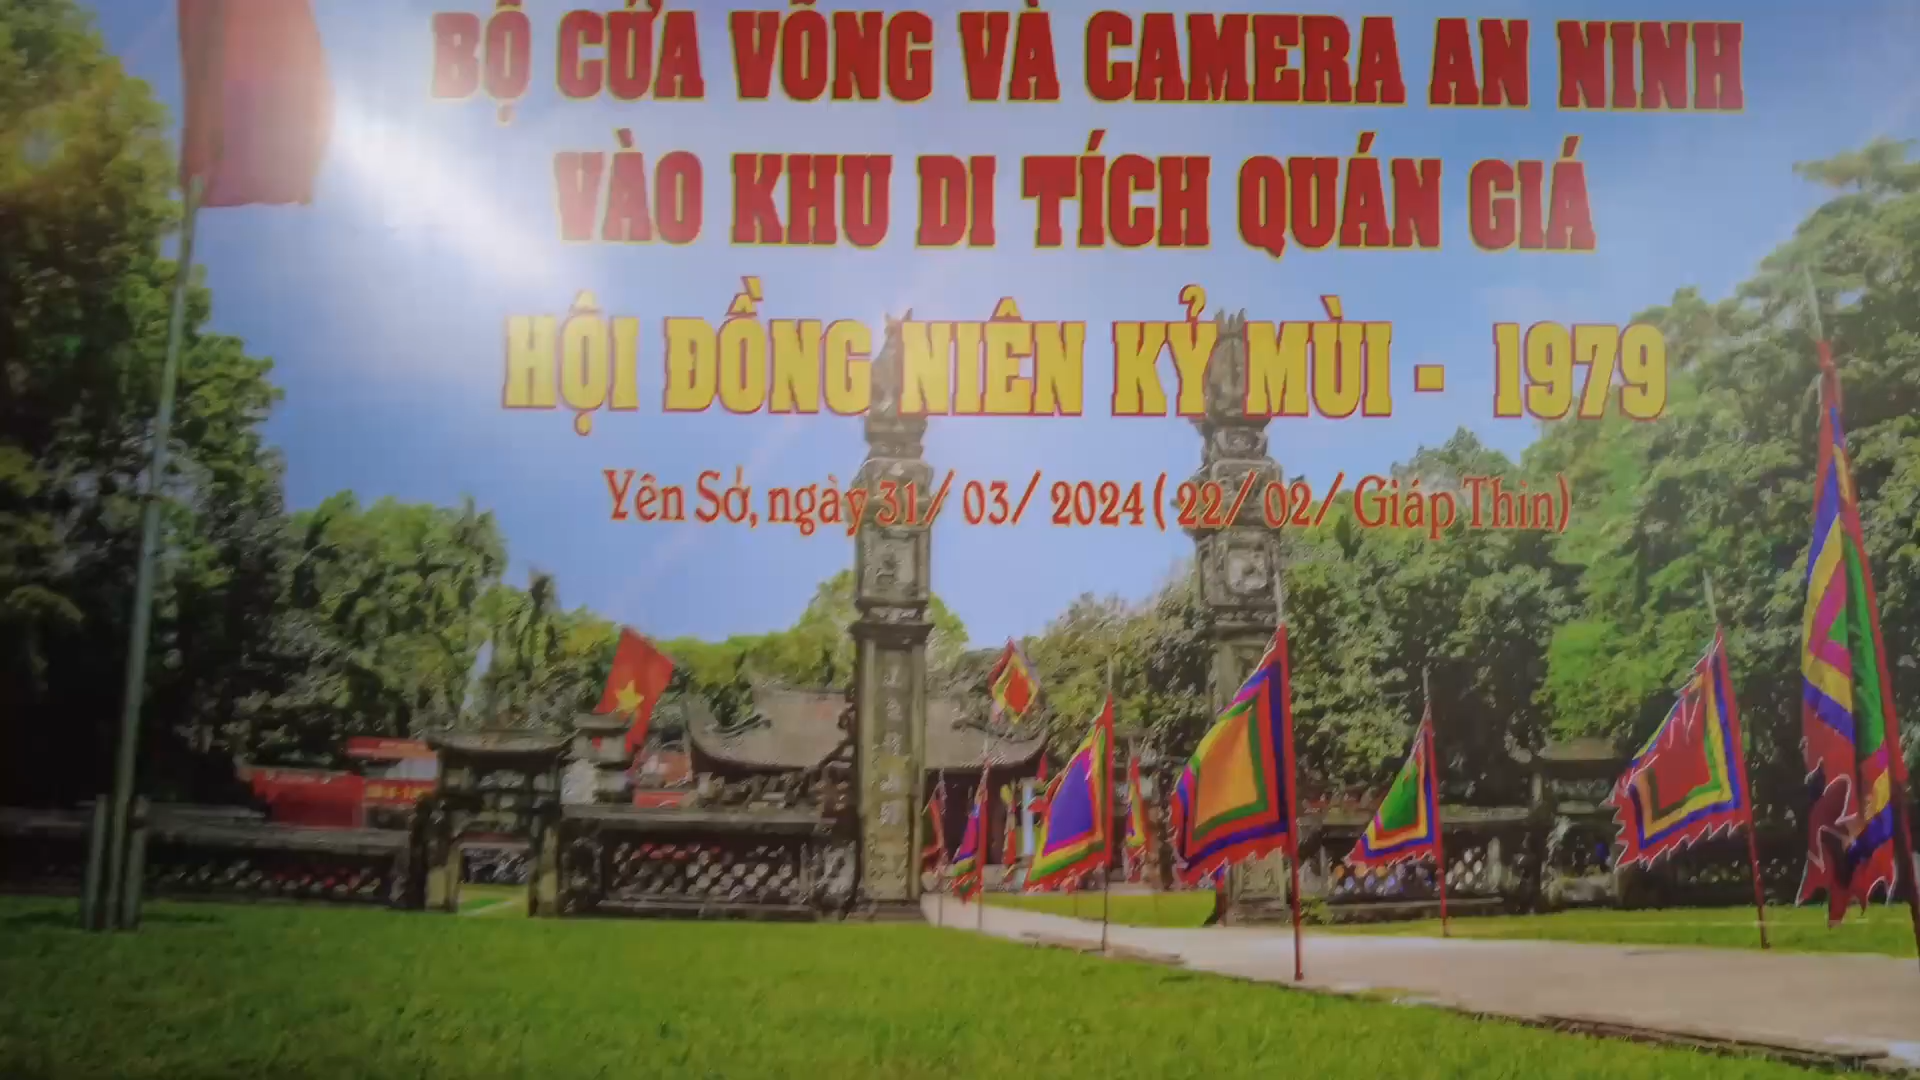 BỘ CỬA VÕNG VÀ CAMERA AN NINH
VÀO KHU DI TÍCH QUÁN GIÁ
HỘI ĐỒNG NIÊN KỶ MÙI - 1979
Yên Sở, ngày 31/ 03/ 2024 ( 22/ 02/ Giáp Thìn)